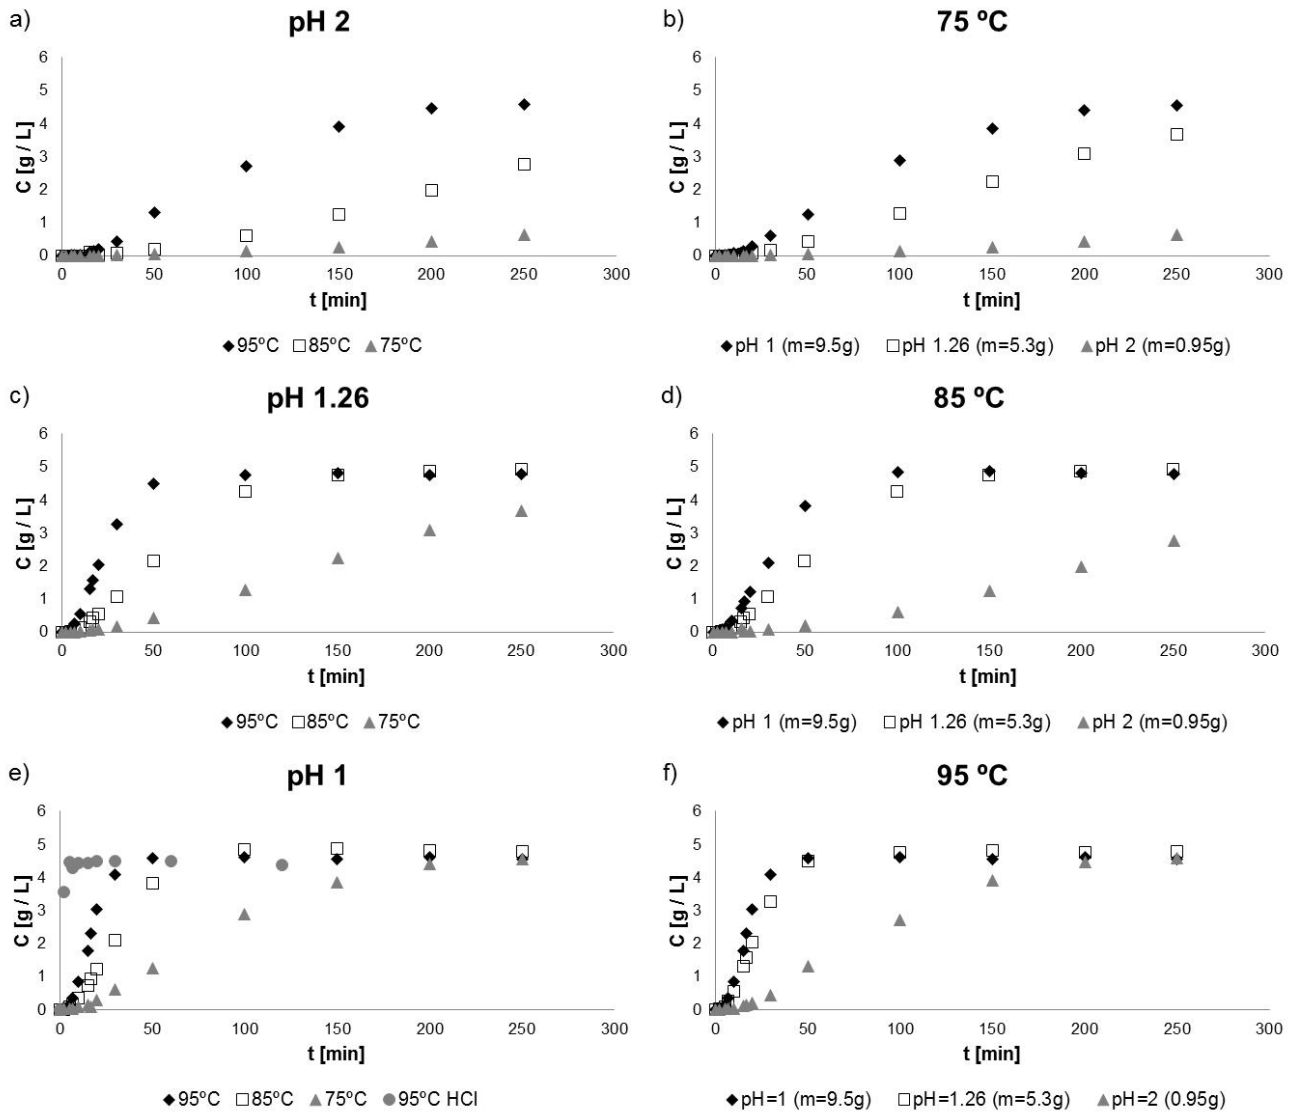 a) pH 2
6
5
4
3
2
1
0
C [g / L]
0 50 100 150 200 250 300
t [min]
95ºC 85ºC 75ºC
b) 75 ºC
6
5
4
3
2
1
0
C [g / L]
0 50 100 150 200 250 300
t [min]
pH 1 (m=9.5g) pH 1.26 (m=5.3g) pH 2 (m=0.95g)
c) pH 1.26
6
5
4
3
2
1
0
C [g / L]
0 50 100 150 200 250 300
t [min]
95ºC 85ºC 75ºC
d) 85 ºC
6
5
4
3
2
1
0
C [g / L]
0 50 100 150 200 250 300
t [min]
pH 1 (m=9.5g) pH 1.26 (m=5.3g) pH 2 (m=0.95g)
e) pH 1
6
5
4
3
2
1
0
C [g / L]
0 50 100 150 200 250 300
t [min]
95ºC 85ºC 75ºC 95ºC HCl
f) 95 ºC
6
5
4
3
2
1
0
C [g / L]
0 50 100 150 200 250 300
t [min]
pH=1 (m=9.5g) pH=1.26 (m=5.3g) pH=2 (0.95g)